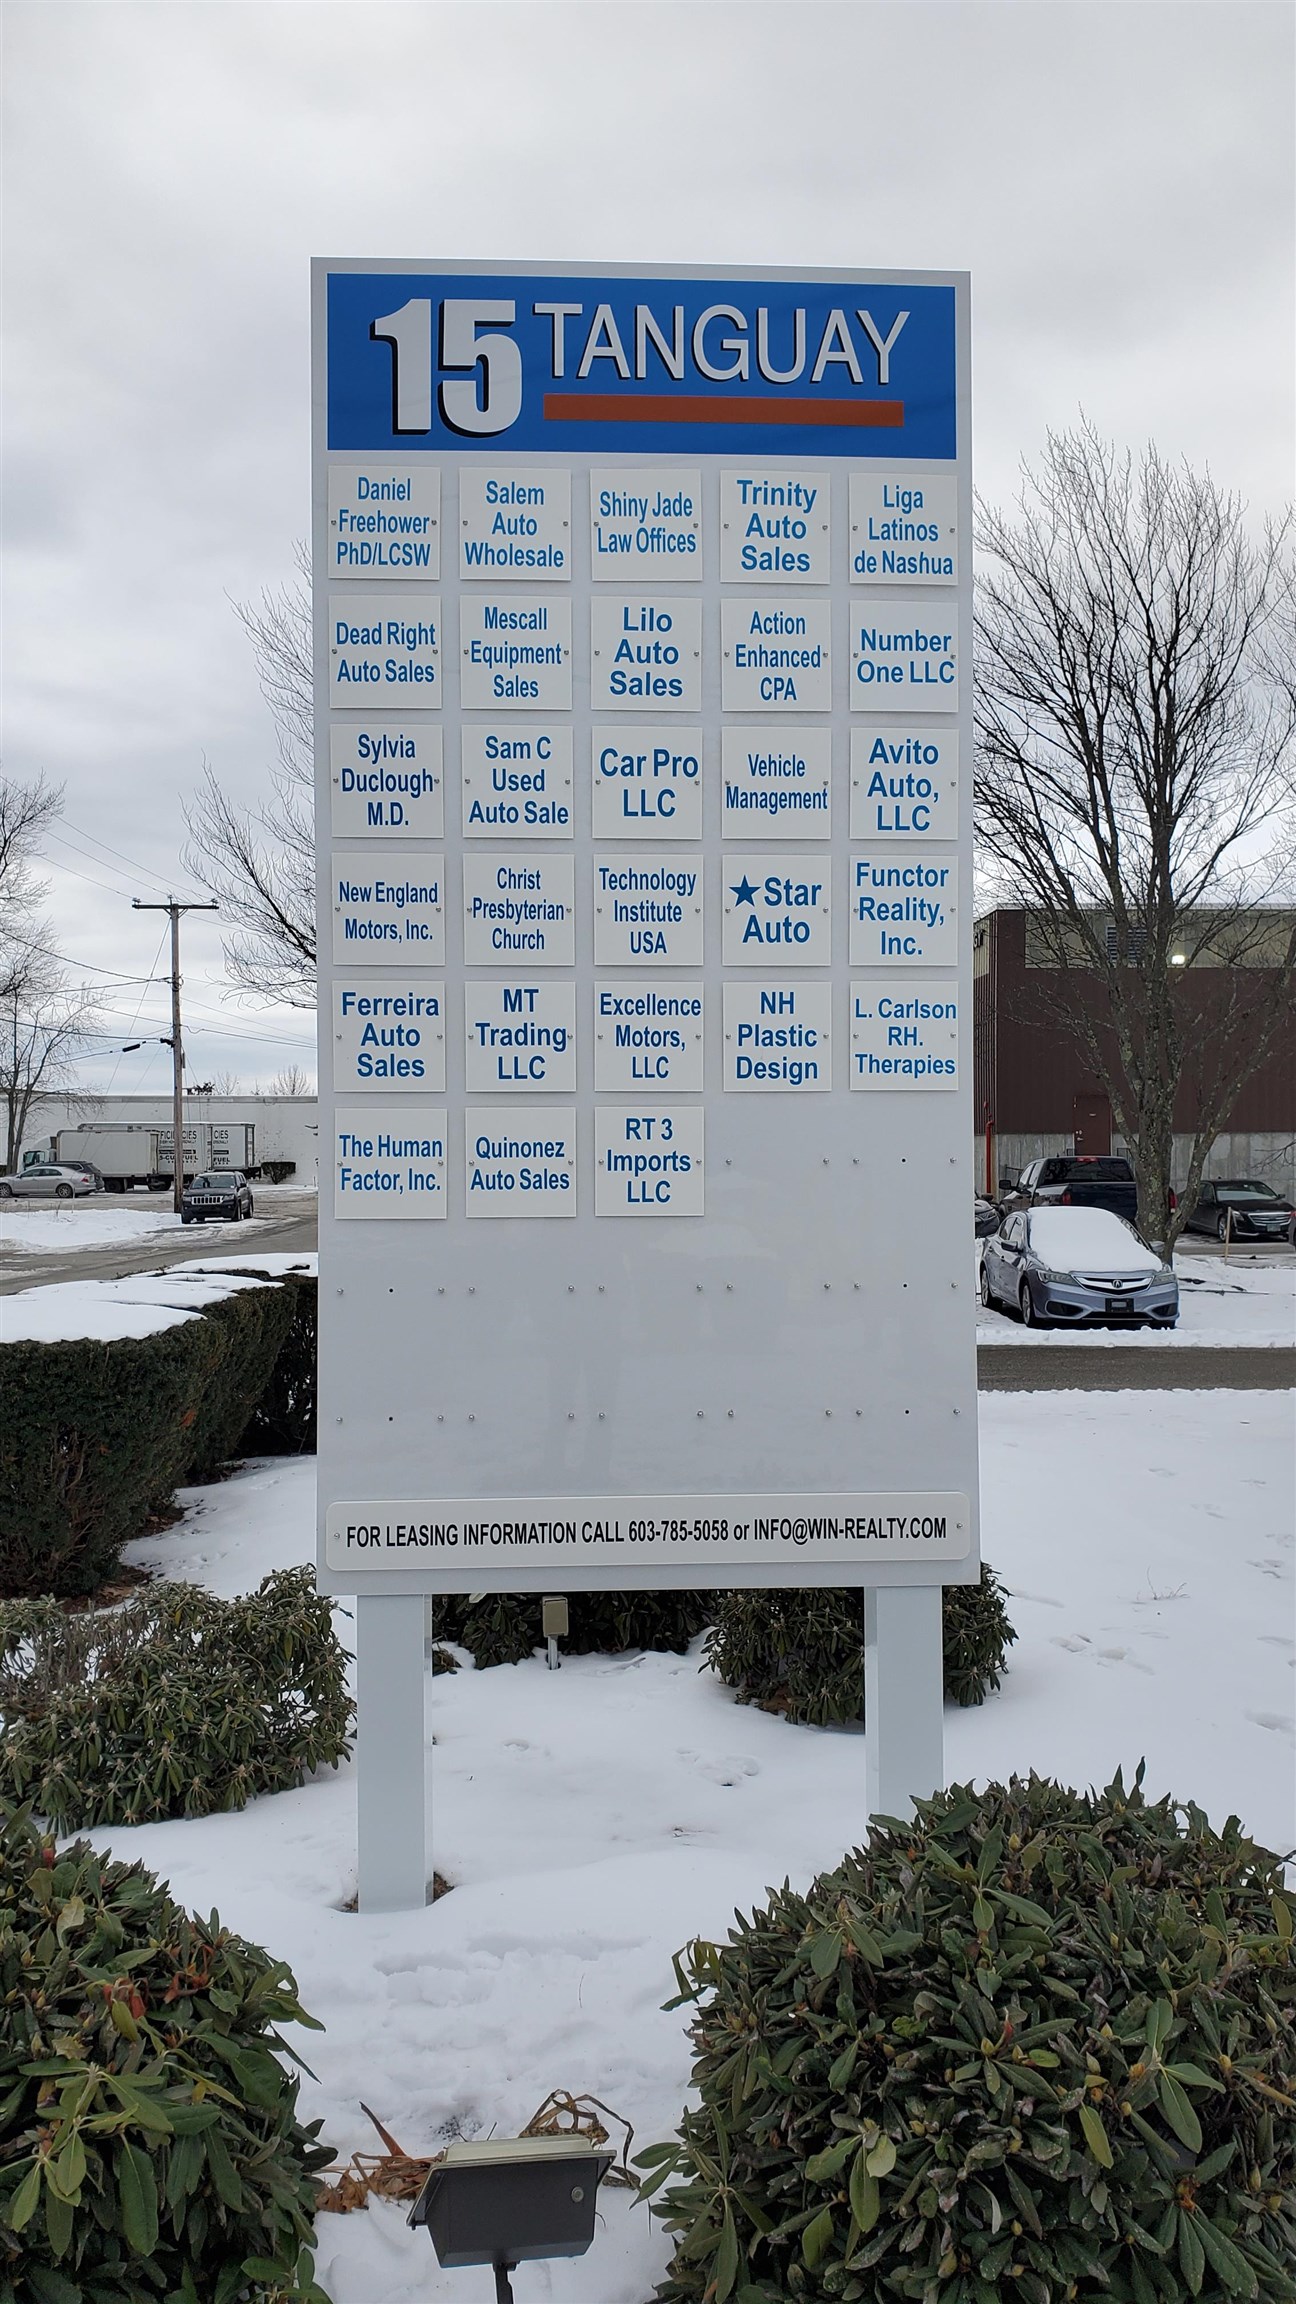 15 TANGUAY
Daniel
Freehower
PhD/LCSW
Salem
Auto
Wholesale
Shiny Jade
Law Offices
Trinity
Auto
Sales
Liga
Latinos
de Nashua
Dead Right
Auto Sales
Mescall
Equipment
Sales
Lilo
Auto
Sales
Action
Enhanced
CPA
Number
One LLC
Sylvia
Duclough
M.D.
Sam C
Used
Auto Sale
Car Pro
LLC
Vehicle
Management
Avito
Auto,
LLC
New England
Motors, Inc.
Christ
Presbyterian
Church
Technology
Institute
USA
★Star
Auto
Functor
Reality,
Inc.
Ferreira
Auto
Sales
MT
Trading
LLC
Excellence
Motors,
LLC
NH
Plastic
Design
L. Carlson
RH.
Therapies
The Human
Factor, Inc.
Quinonez
Auto Sales
RT 3
Imports
LLC
FOR LEASING INFORMATION CALL 603-785-5058 or INFO@WIN-REALTY.COM